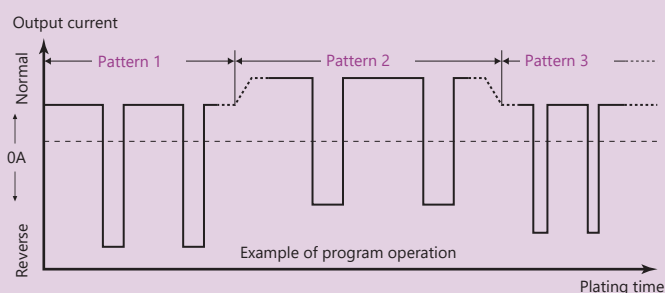 Output current
Normal
Pattern 1
Pattern 2
Pattern 3
0A
Reverse
Example of program operation
Plating time